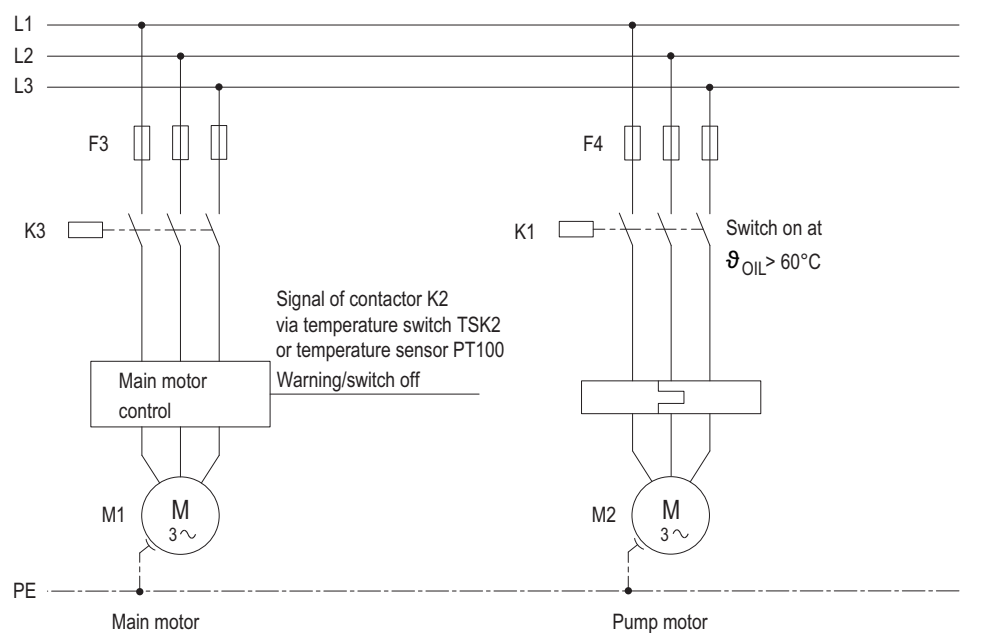 L1
L2
L3
F3
F4
K3
K1
Switch on at
ϑOIL> 60°C
Signal of contactor K2
via temperature switch TSK2
or temperature sensor PT100
Warning/switch off
Main motor
control
M1
M
3~
M2
M
3~
PE
Main motor
Pump motor